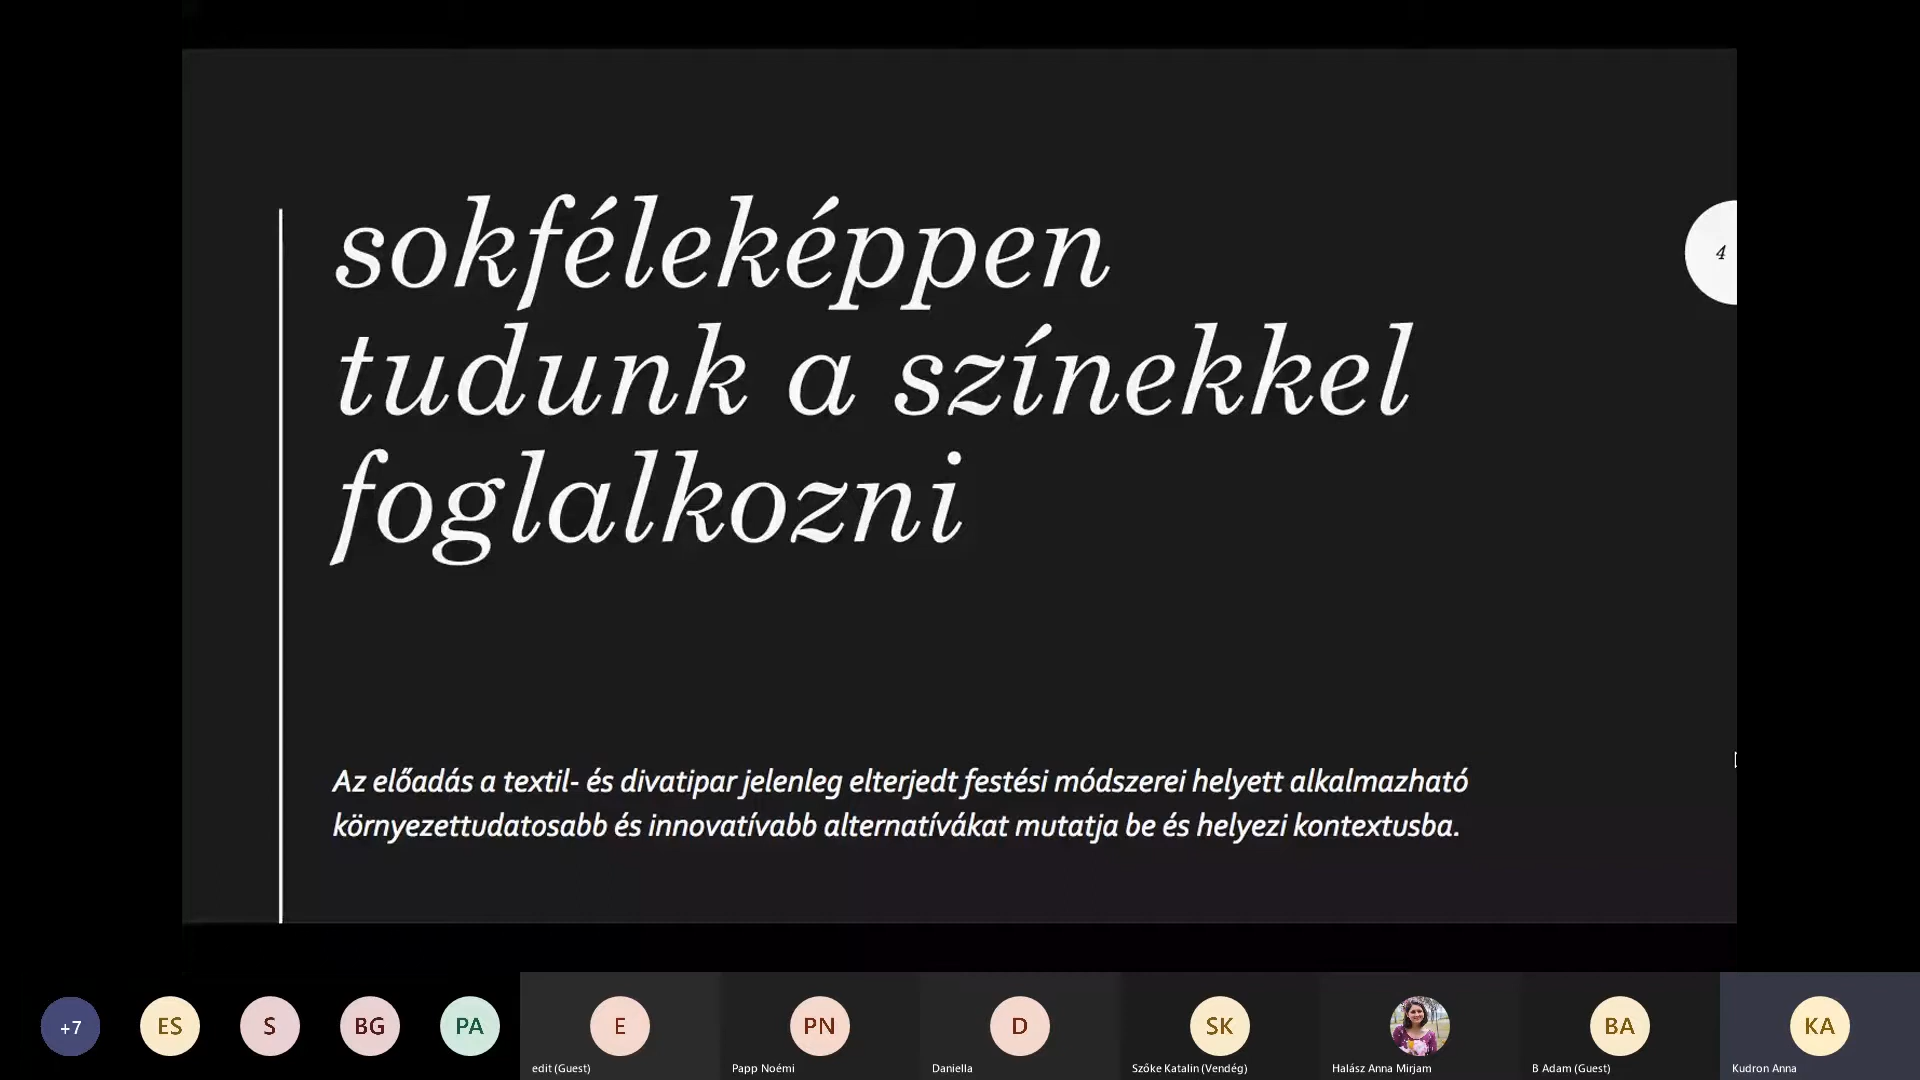 sokféleképpen
tudunk a színekkel
foglalkozni
4
Az előadás a textil- és divatipar jelenleg elterjedt festési módszerei helyett alkalmazható
környezettudatosabb és innovatívabb alternatívákat mutatja be és helyezi kontextusba.
+7
ES
S
BG
PA
E
PN
D
SK
BA
KA
edit (Guest)
Papp Noémi
Daniella
Szőke Katalin (Vendég)
Halász Anna Mirjam
B Adam (Guest)
Kudron Anna